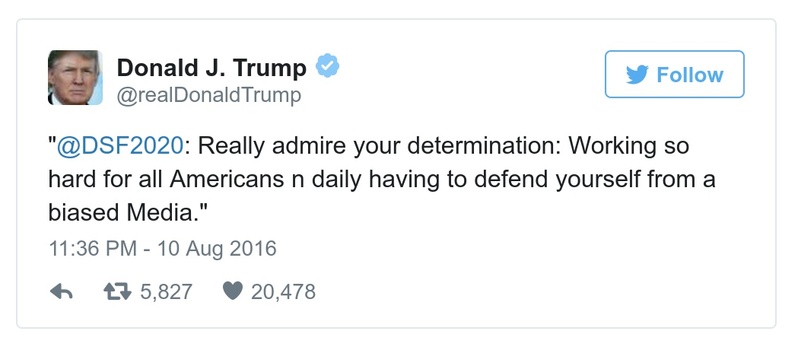 Donald J. Trump
@realDonaldTrump
Follow
"@DSF2020: Really admire your determination: Working so
hard for all Americans n daily having to defend yourself from a
biased Media."
11:36 PM - 10 Aug 2016
5,827 20,478